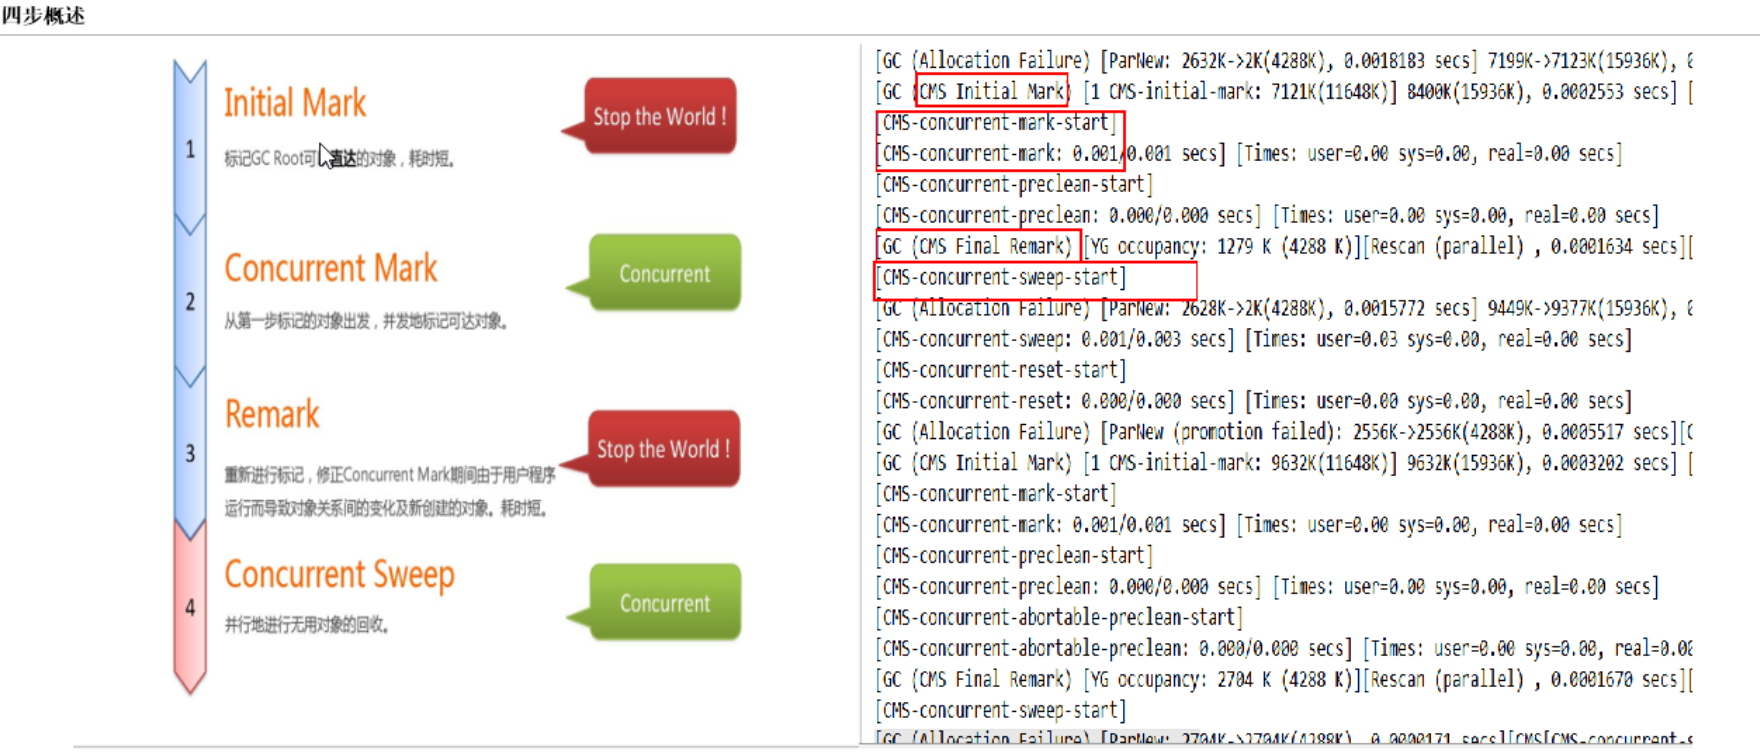 四步概述
1
Initial Mark
标记GC Root可直达的对象，耗时短。
Stop the World !
2
Concurrent Mark
从第一步标记的对象出发，并发地标记可达对象。
Concurrent
3
Remark
重新进行标记，修正Concurrent Mark期间由于用户程序
运行而导致对象关系间的变化及新创建的对象。耗时短。
Stop the World !
4
Concurrent Sweep
并行地进行无用对象的回收。
Concurrent
[GC (Allocation Failure) [ParNew: 2632K->2K(4288K), 0.0018183 secs] 7199K->7123K(15936K), 0
[GC (CMS Initial Mark) [1 CMS-initial-mark: 7121K(11648K)] 8400K(15936K), 0.0002553 secs] [
[CMS-concurrent-mark-start]
[CMS-concurrent-mark: 0.001/0.001 secs] [Times: user=0.00 sys=0.00, real=0.00 secs]
[CMS-concurrent-preclean-start]
[CMS-concurrent-preclean: 0.000/0.000 secs] [Times: user=0.00 sys=0.00, real=0.00 secs]
[GC (CMS Final Remark) [YG occupancy: 1279 K (4288 K)][Rescan (parallel) , 0.0001634 secs][
[CMS-concurrent-sweep-start]
[GC (Allocation Failure) [ParNew: 2628K->2K(4288K), 0.0015772 secs] 9449K->9377K(15936K), 0
[CMS-concurrent-sweep: 0.001/0.003 secs] [Times: user=0.03 sys=0.00, real=0.00 secs]
[CMS-concurrent-reset-start]
[CMS-concurrent-reset: 0.000/0.000 secs] [Times: user=0.00 sys=0.00, real=0.00 secs]
[GC (Allocation Failure) [ParNew (promotion failed): 2556K->2556K(4288K), 0.0005517 secs][C
[GC (CMS Initial Mark) [1 CMS-initial-mark: 9632K(11648K)] 9632K(15936K), 0.0003202 secs] [
[CMS-concurrent-mark-start]
[CMS-concurrent-mark: 0.001/0.001 secs] [Times: user=0.00 sys=0.00, real=0.00 secs]
[CMS-concurrent-preclean-start]
[CMS-concurrent-preclean: 0.000/0.000 secs] [Times: user=0.00 sys=0.00, real=0.00 secs]
[CMS-concurrent-abortable-preclean-start]
[CMS-concurrent-abortable-preclean: 0.000/0.000 secs] [Times: user=0.00 sys=0.00, real=0.00
[GC (CMS Final Remark) [YG occupancy: 2704 K (4288 K)][Rescan (parallel) , 0.0001670 secs][
[CMS-concurrent-sweep-start]
[GC (Allocation Failure) [ParNew: 2704K->2704K(4288K), 0.0000171 secs][CMS[CMS-concurrent-s